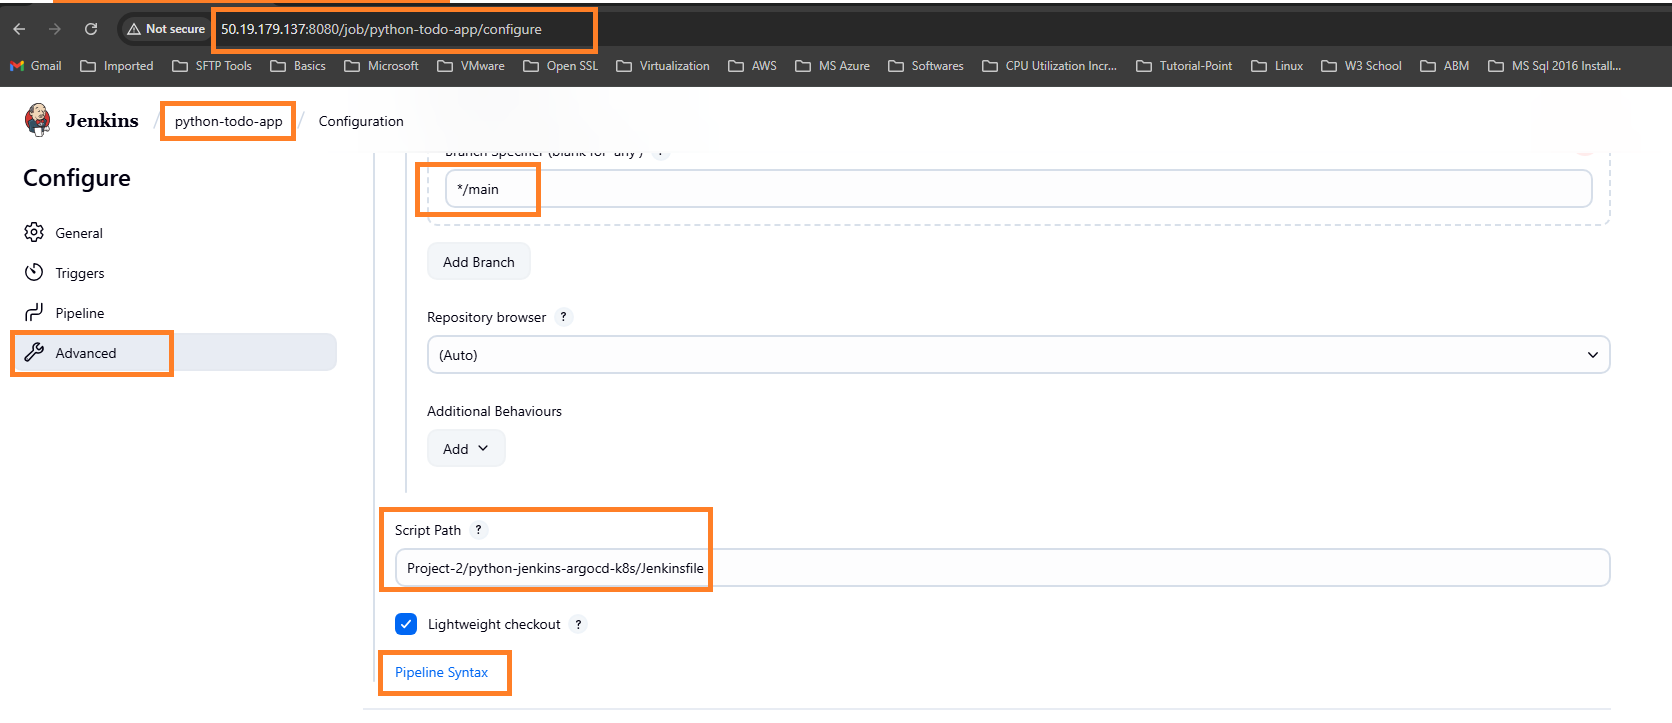 Not secure 50.19.179.137:8080/job/python-todo-app/configure
Gmail Imported SFTP Tools Basics Microsoft VMware Open SSL Virtualization AWS MS Azure Softwares CPU Utilization Incr... Tutorial-Point Linux W3 School ABM MS Sql 2016 Install...
Jenkins / python-todo-app / Configuration
Configure
General
Triggers
Pipeline
Advanced
Branch Specifier (blank for 'any') ?
*/main
Add Branch
Repository browser ?
(Auto)
Additional Behaviours
Add
Script Path ?
Project-2/python-jenkins-argocd-k8s/Jenkinsfile
Lightweight checkout ?
Pipeline Syntax